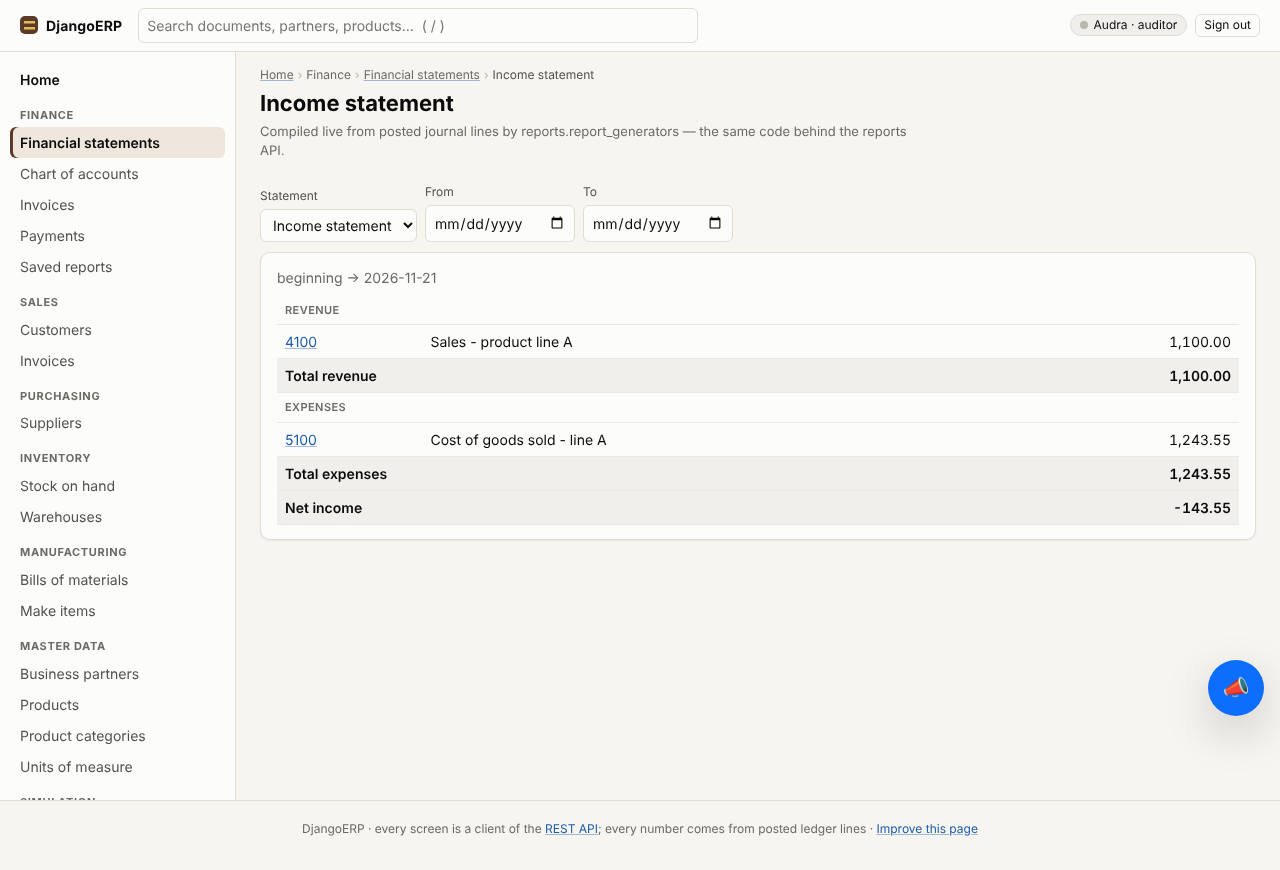 DjangoERP
Search documents, partners, products... ( / )
Audra · auditor
Sign out
Home
FINANCE
Financial statements
Chart of accounts
Invoices
Payments
Saved reports
SALES
Customers
Invoices
PURCHASING
Suppliers
INVENTORY
Stock on hand
Warehouses
MANUFACTURING
Bills of materials
Make items
MASTER DATA
Business partners
Products
Product categories
Units of measure
SIMULATION
Home › Finance › Financial statements › Income statement
Income statement
Compiled live from posted journal lines by reports.report_generators — the same code behind the reports
API.
Statement
From
To
Income statement
mm/dd/yyyy
mm/dd/yyyy
beginning → 2026-11-21
REVENUE
4100 Sales - product line A 1,100.00
Total revenue 1,100.00
EXPENSES
5100 Cost of goods sold - line A 1,243.55
Total expenses 1,243.55
Net income -143.55
DjangoERP · every screen is a client of the REST API; every number comes from posted ledger lines · Improve this page